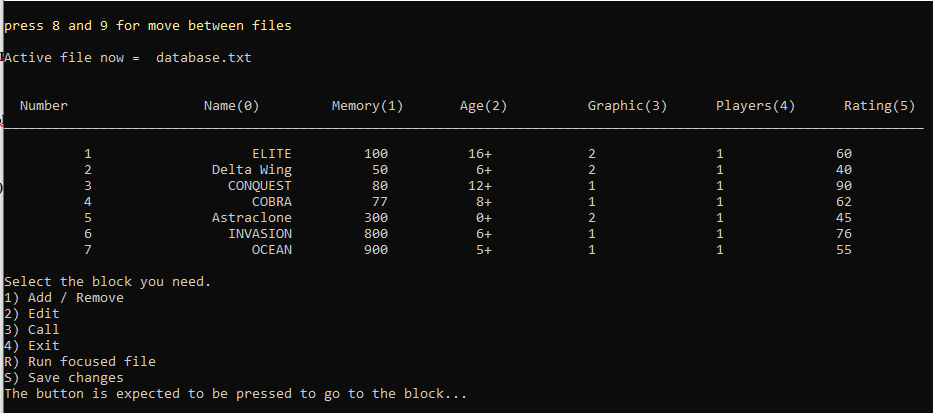 press 8 and 9 for move between files
Active file now =  database.txt
Number Name(0) Memory(1) Age(2) Graphic(3) Players(4) Rating(5)
1 ELITE 100 16+ 2 1 60
2 Delta Wing 50 6+ 2 1 40
3 CONQUEST 80 12+ 1 1 90
4 COBRA 77 8+ 1 1 62
5 Astraclone 300 0+ 2 1 45
6 INVASION 800 6+ 1 1 76
7 OCEAN 900 5+ 1 1 55
Select the block you need.
1) Add / Remove
2) Edit
3) Call
4) Exit
R) Run focused file
S) Save changes
The button is expected to be pressed to go to the block...